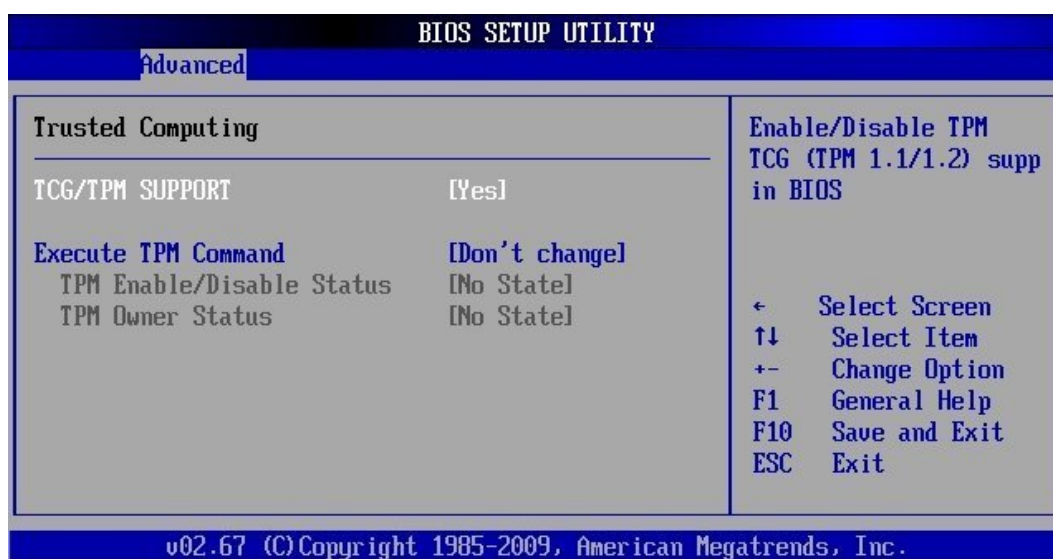 BIOS SETUP UTILITY
Advanced
Trusted Computing
TCG/TPM SUPPORT [Yes]
Execute TPM Command [Don't change]
TPM Enable/Disable Status [No State]
TPM Owner Status [No State]
Enable/Disable TPM
TCG (TPM 1.1/1.2) supp
in BIOS
← Select Screen
↑↓ Select Item
+- Change Option
F1 General Help
F10 Save and Exit
ESC Exit
v02.67 (C)Copyright 1985-2009, American Megatrends, Inc.